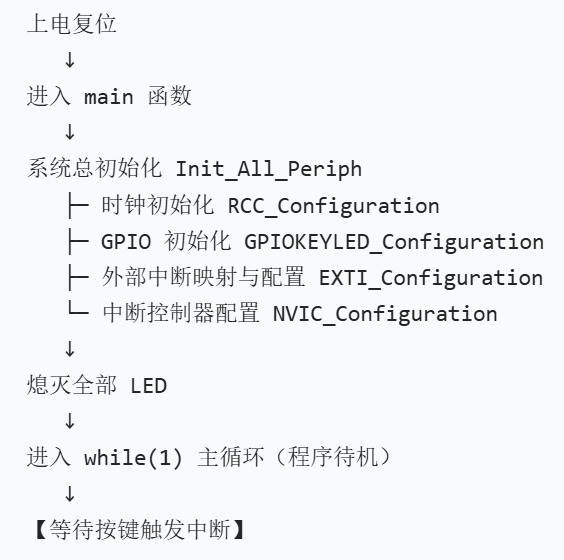 上电复位
↓
进入 main 函数
↓
系统总初始化 Init_All_Periph
├─ 时钟初始化 RCC_Configuration
├─ GPIO 初始化 GPIOKEYLED_Configuration
├─ 外部中断映射与配置 EXTI_Configuration
└─ 中断控制器配置 NVIC_Configuration
↓
熄灭全部 LED
↓
进入 while(1) 主循环（程序待机）
↓
【等待按键触发中断】